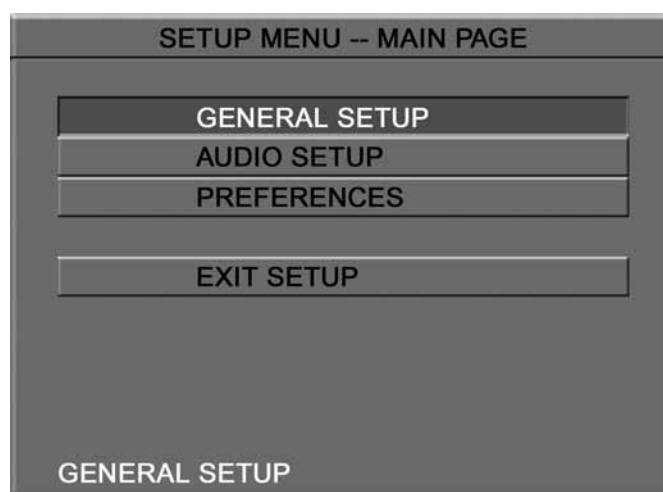 SETUP MENU -- MAIN PAGE
GENERAL SETUP
AUDIO SETUP
PREFERENCES
EXIT SETUP
GENERAL SETUP